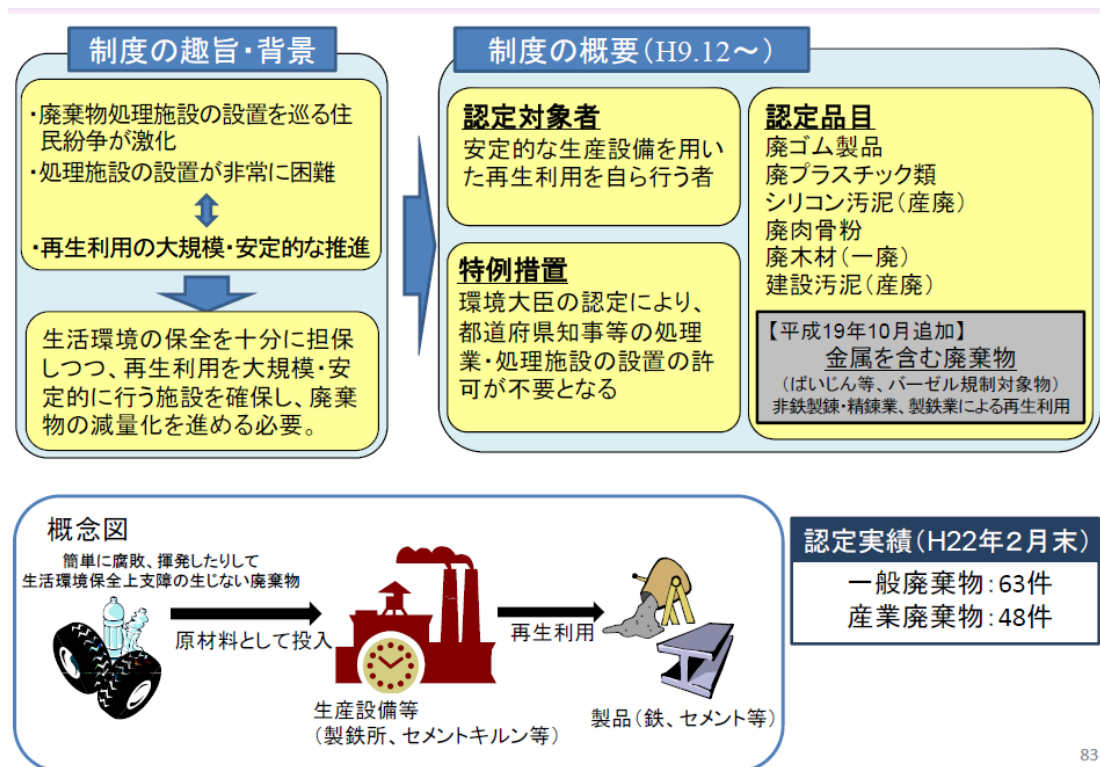 制度の趣旨・背景
・廃棄物処理施設の設置を巡る住
民紛争が激化
・処理施設の設置が非常に困難
・再生利用の大規模・安定的な推進
生活環境の保全を十分に担保
しつつ、再生利用を大規模・安
定的に行う施設を確保し、廃棄
物の減量化を進める必要。
制度の概要(H9.12～)
認定対象者
安定的な生産設備を用い
た再生利用を自ら行う者
特例措置
環境大臣の認定により、
都道府県知事等の処理
業・処理施設の設置の許
可が不要となる
認定品目
廃ゴム製品
廃プラスチック類
シリコン汚泥(産廃)
廃肉骨粉
廃木材(一廃)
建設汚泥(産廃)
【平成19年10月追加】
金属を含む廃棄物
(ばいじん等、バーゼル規制対象物)
非鉄製錬・精錬業、製鉄業による再生利用
概念図
簡単に腐敗、揮発したりして
生活環境保全上支障の生じない廃棄物
原材料として投入
生産設備等
(製鉄所、セメントキルン等)
再生利用
製品(鉄、セメント等)
認定実績(H22年2月末)
一般廃棄物:63件
産業廃棄物:48件
83